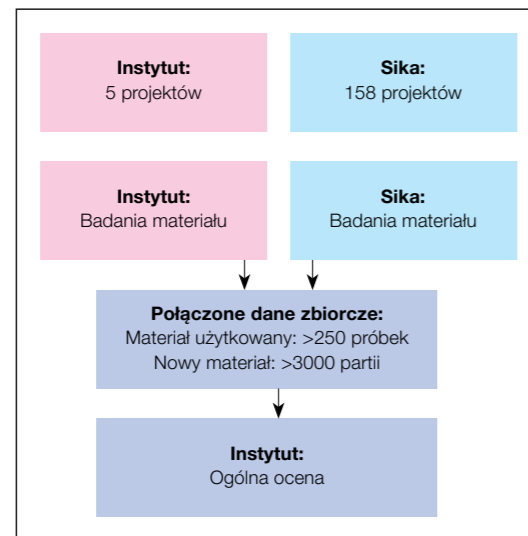 Instytut:
5 projektów
Sika:
158 projektów
Instytut:
Badania materiału
Sika:
Badania materiału
Połączone dane zbiorcze:
Materiał użytkowany: >250 próbek
Nowy materiał: >3000 partii
Instytut:
Ogólna ocena